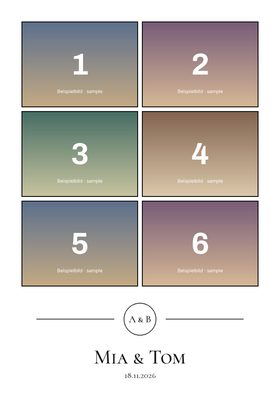 1
Beispielbild · sample
2
Beispielbild · sample
3
Beispielbild · sample
4
Beispielbild · sample
5
Beispielbild · sample
6
Beispielbild · sample
A & B
Mia & Tom
18.11.2026